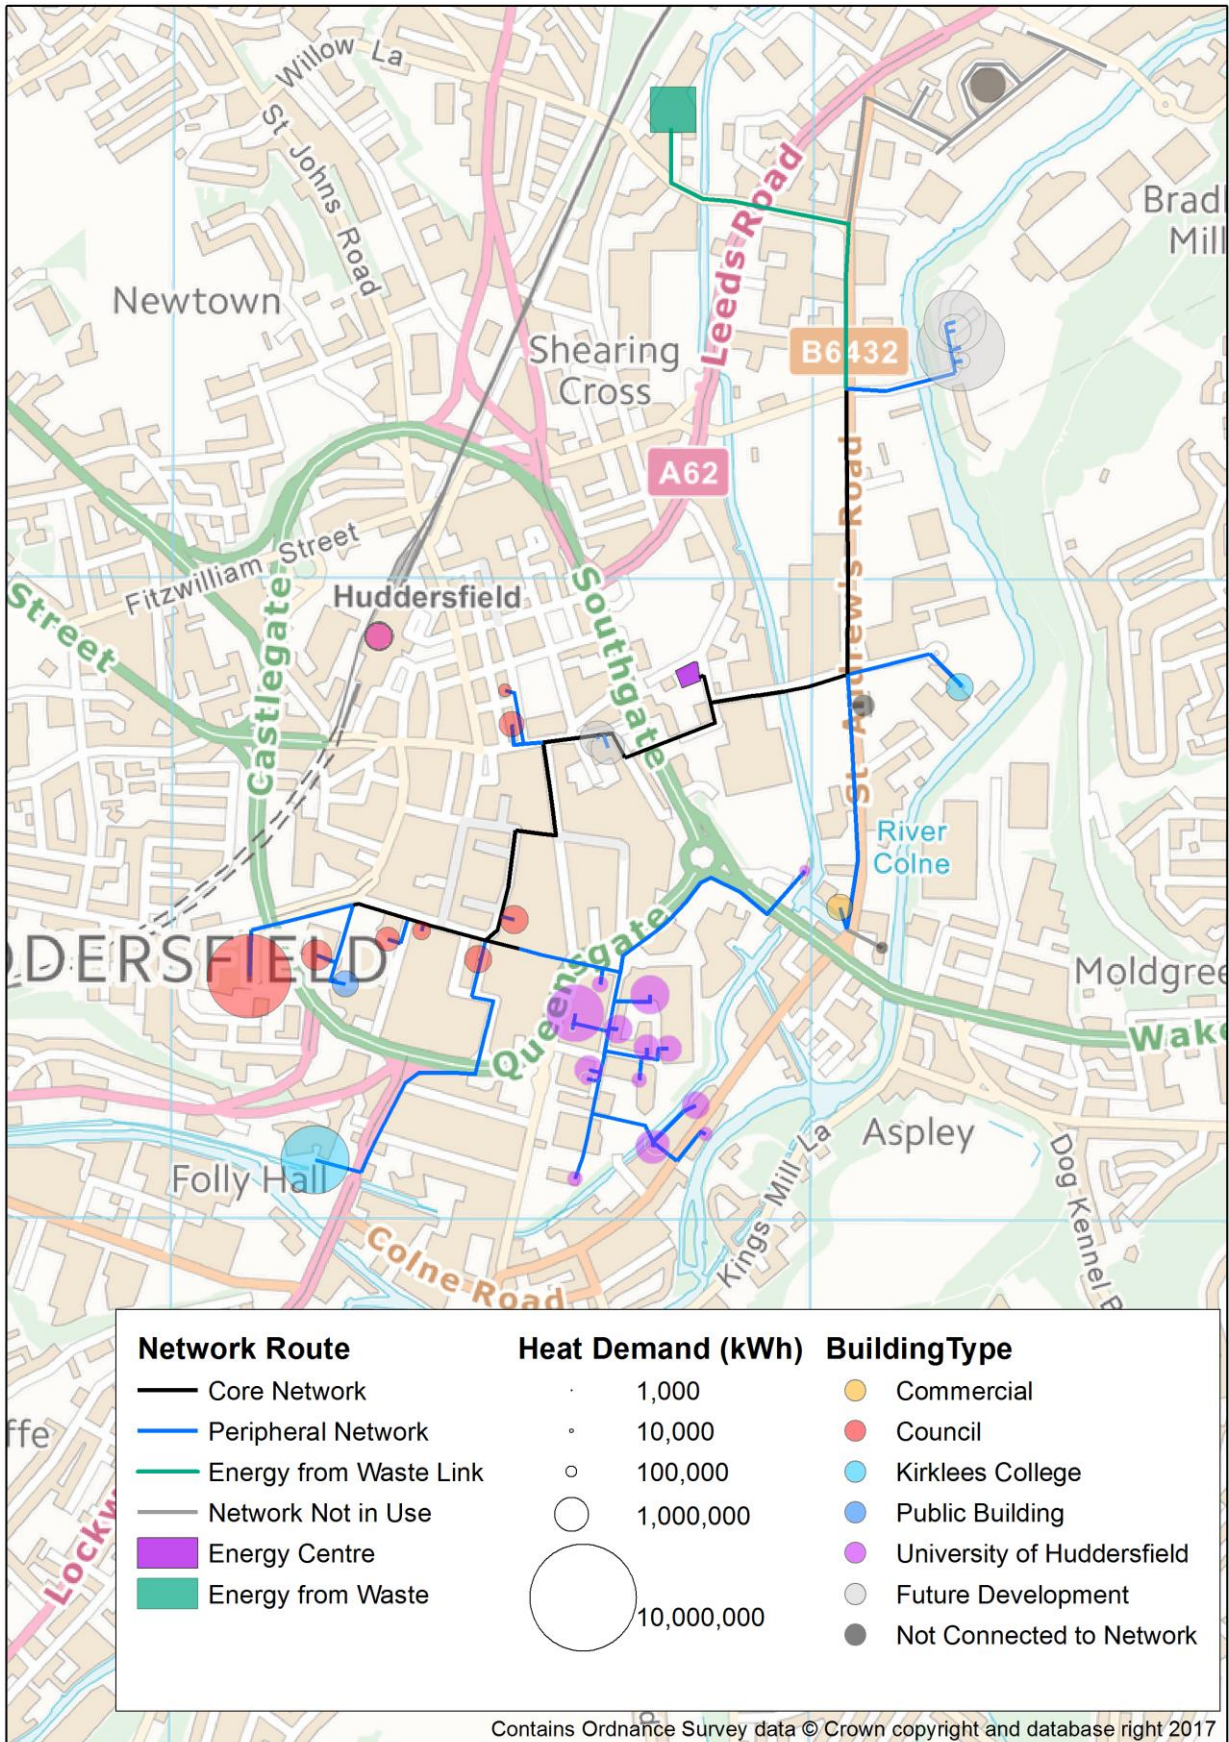 Willow La
St Johns Road
Leeds Road
Bradl
Mill
Newtown
Shearing
Cross
B6432
A62
St Andrew's Road
Fitzwilliam Street
Huddersfield
Street
Castlegate
Southgate
River
Colne
DDERSFIELD
Queensgate
Moldgree
Wake
Aspley
Folly Hall
Kings Mill La
Dog Kennel B
Colne Road
ffe
Lockw
Network Route
Core Network
Peripheral Network
Energy from Waste Link
Network Not in Use
Energy Centre
Energy from Waste
Heat Demand (kWh)
1,000
10,000
100,000
1,000,000
10,000,000
BuildingType
Commercial
Council
Kirklees College
Public Building
University of Huddersfield
Future Development
Not Connected to Network
Contains Ordnance Survey data © Crown copyright and database right 2017